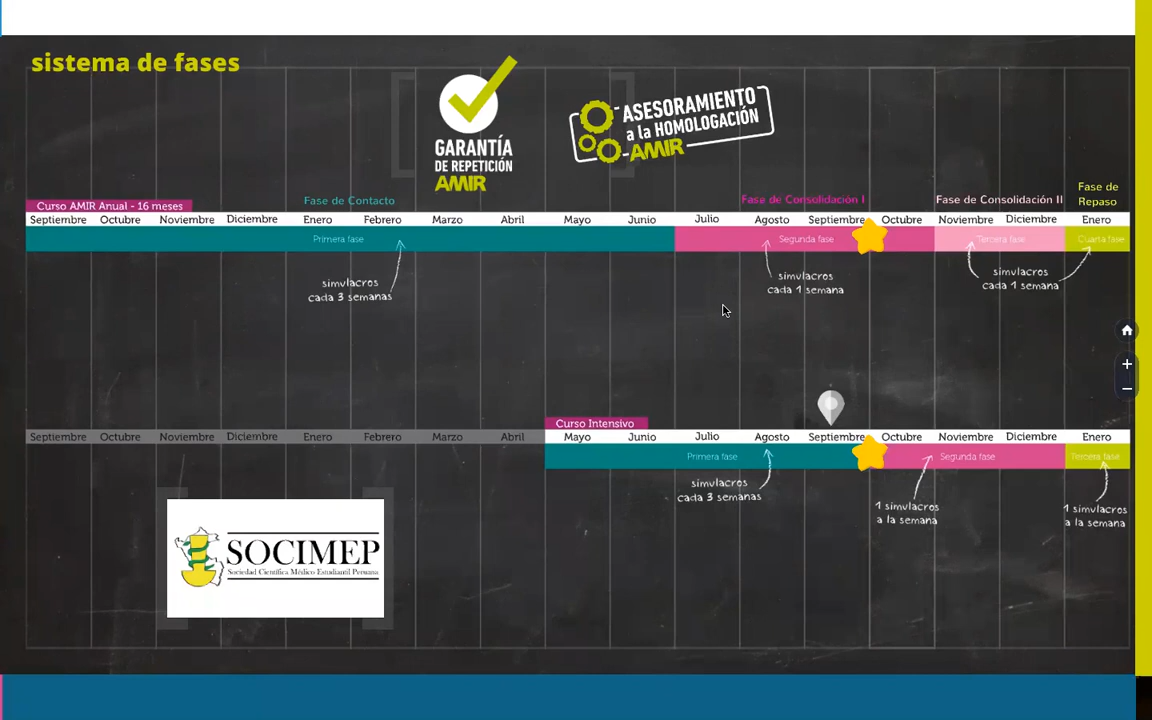 sistema de fases
GARANTÍA
DE REPETICIÓN
AMIR
ASESORAMIENTO
a la HOMOLOGACIÓN
AMIR
Curso AMIR Anual - 16 meses
Fase de Contacto
Fase de Consolidación I
Fase de Consolidación II
Fase de
Repaso
Septiembre Octubre Noviembre Diciembre Enero Febrero Marzo Abril Mayo Junio Julio Agosto Septiembre Octubre Noviembre Diciembre Enero
Primera fase Segunda fase Tercera fase Cuarta fase
simulacros
cada 3 semanas
simulacros
cada 1 semana
simulacros
cada 1 semana
Curso Intensivo
Septiembre Octubre Noviembre Diciembre Enero Febrero Marzo Abril Mayo Junio Julio Agosto Septiembre Octubre Noviembre Diciembre Enero
Primera fase Segunda fase Tercera fase
simulacros
cada 3 semanas
1 simulacros
a la semana
1 simulacros
a la semana
SOCIMEP
Sociedad Científica Médico Estudiantil Peruana